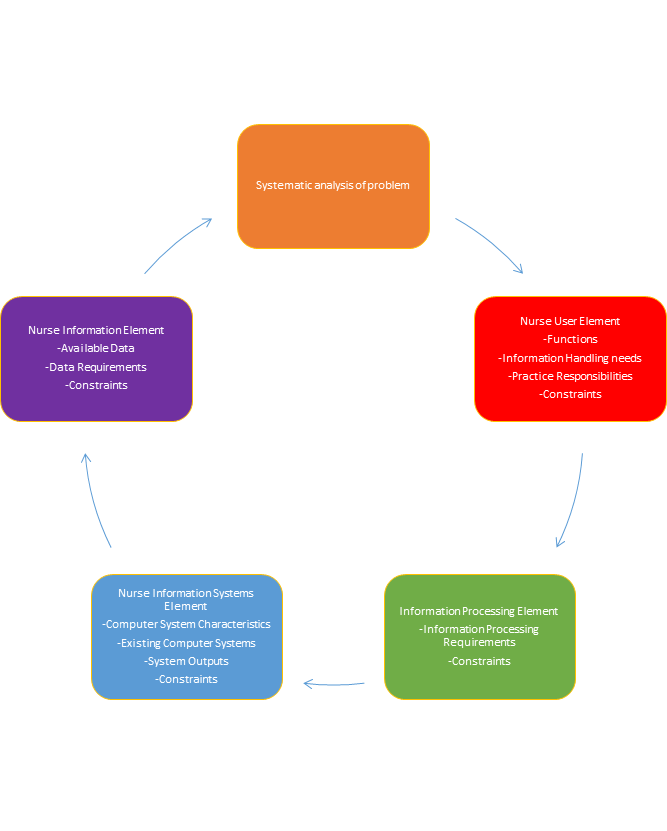 Systematic analysis of problem
Nurse User Element
-Functions
-Information Handling needs
-Practice Responsibilities
-Constraints
Information Processing Element
-Information Processing
Requirements
-Constraints
Nurse Information Systems
Element
-Computer System Characteristics
-Existing Computer Systems
-System Outputs
-Constraints
Nurse Information Element
-Available Data
-Data Requirements
-Constraints